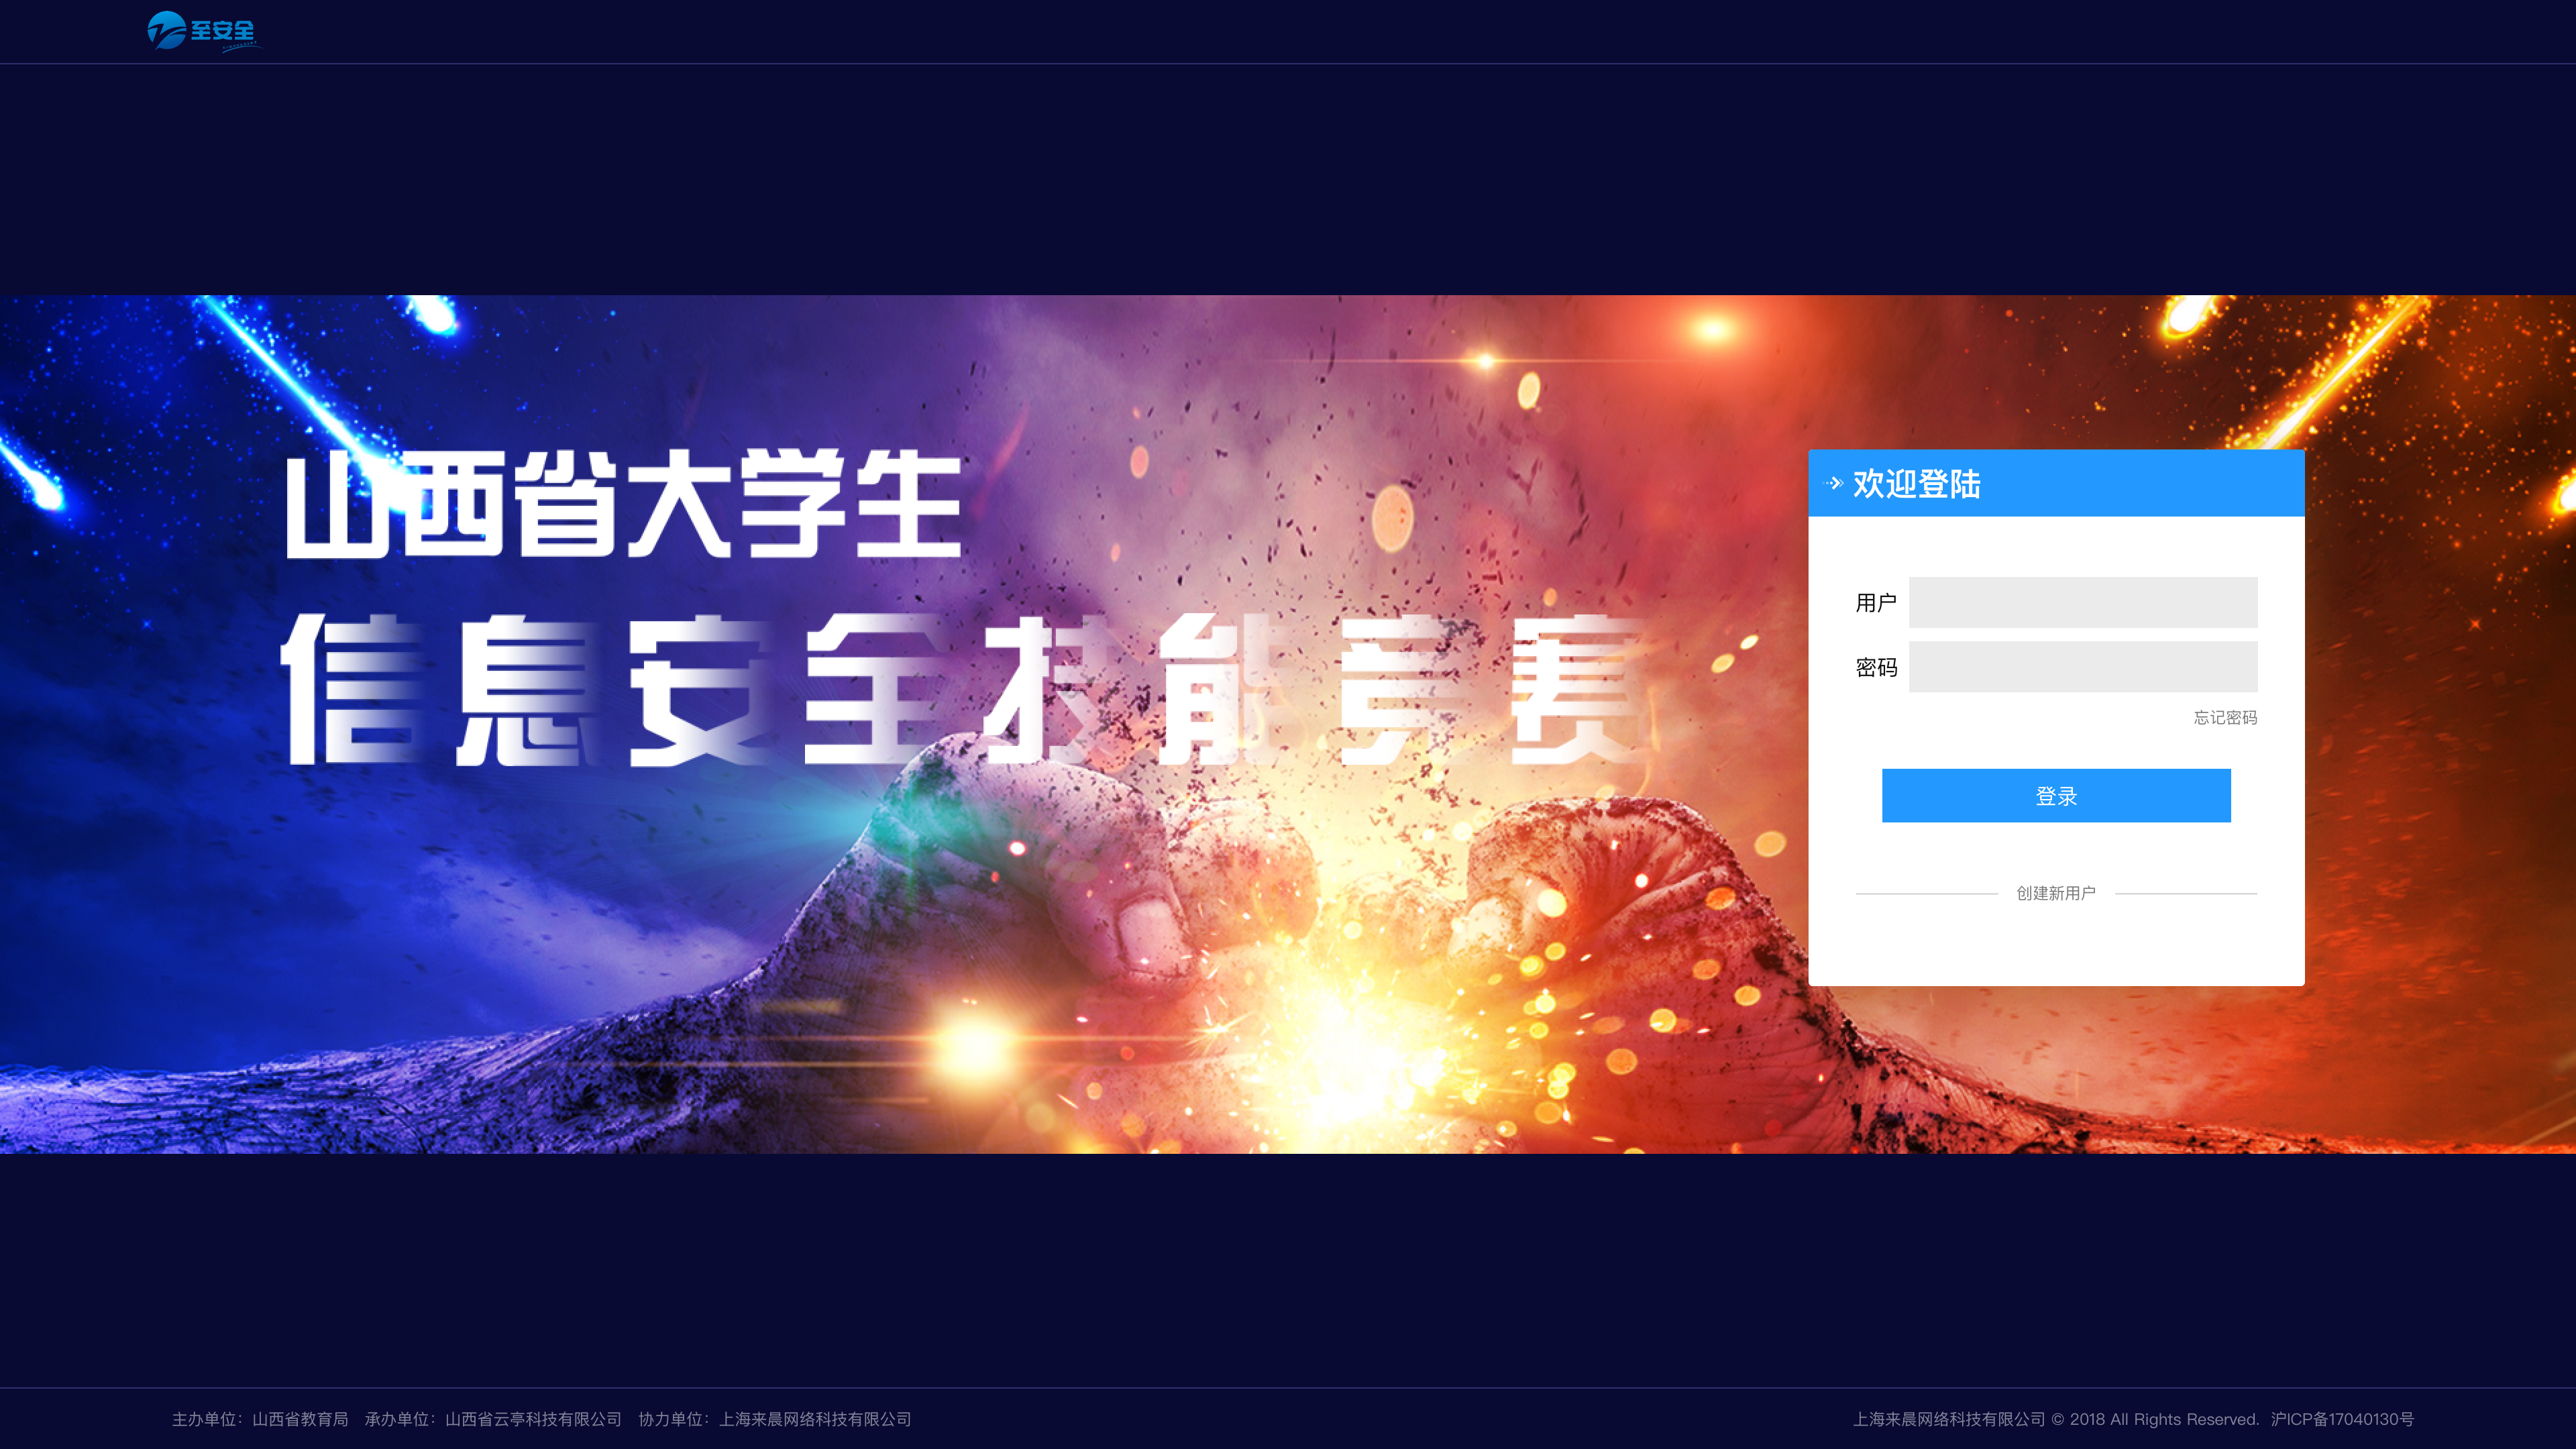 至安全
山西省大学生
信息安全技能竞赛
欢迎登陆
用户
密码
忘记密码
登录
创建新用户
主办单位：山西省教育局 承办单位：山西省云亭科技有限公司 协力单位：上海来晨网络科技有限公司
上海来晨网络科技有限公司 © 2018 All Rights Reserved. 沪ICP备17040130号